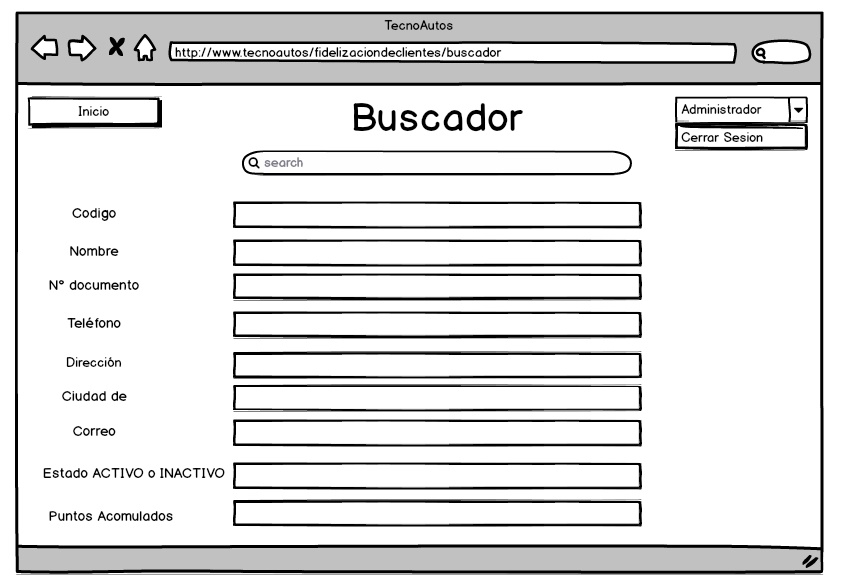 TecnoAutos
http://www.tecnoautos/fidelizaciondeclientes/buscador
Inicio
Buscador
Administrador
Cerrar Sesion
search
Codigo
Nombre
N° documento
Teléfono
Dirección
Ciudad de
Correo
Estado ACTIVO o INACTIVO
Puntos Acomulados